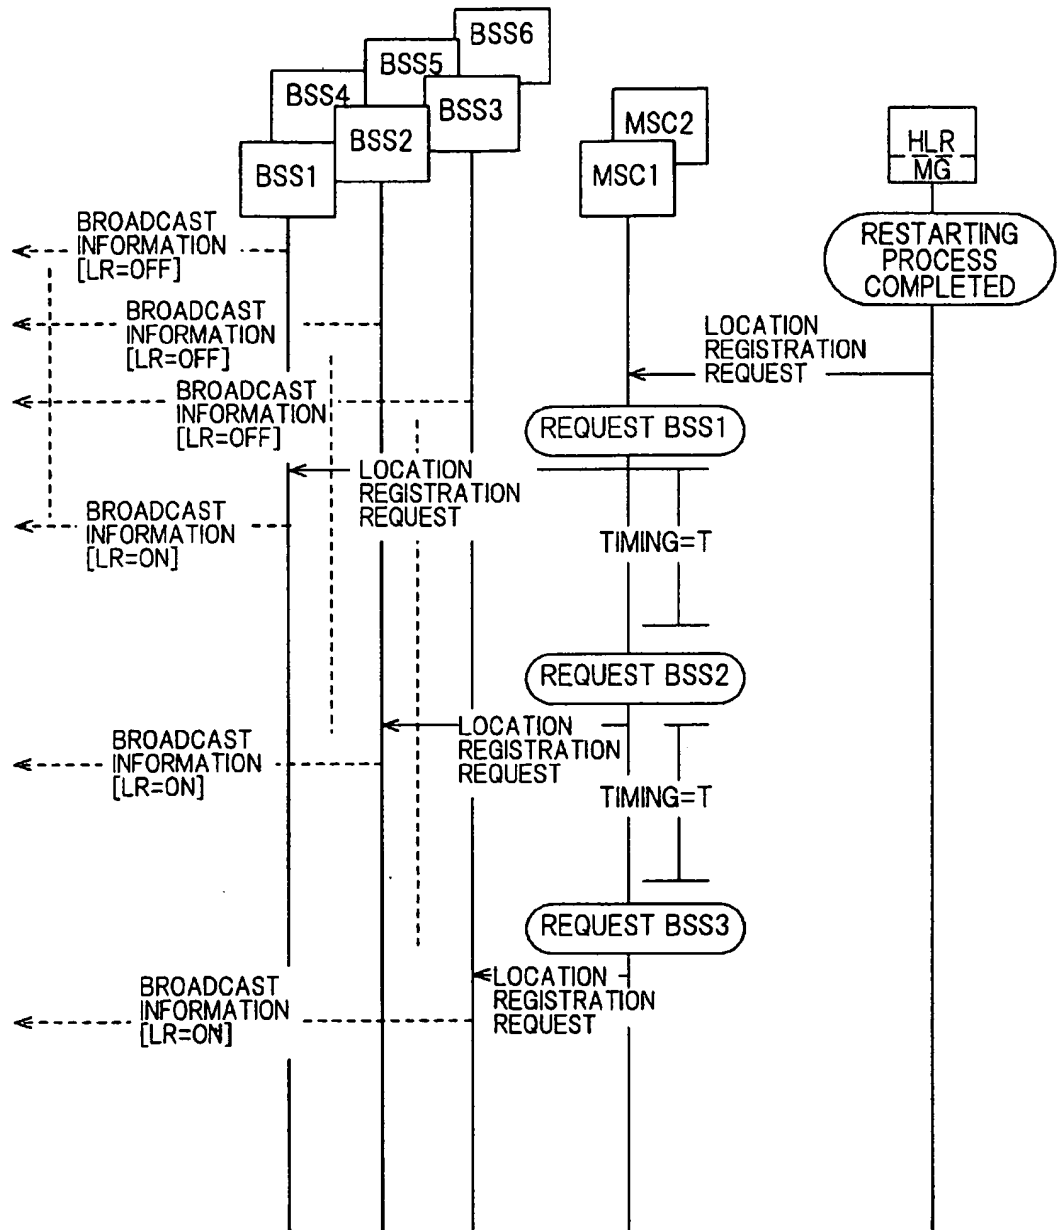 BSS6
BSS5
BSS4
BSS3
BSS2
BSS1
MSC2
MSC1
HLR
MG
BROADCAST
INFORMATION
[LR=OFF]
RESTARTING
PROCESS
COMPLETED
BROADCAST
INFORMATION
[LR=OFF]
LOCATION
REGISTRATION
REQUEST
BROADCAST
INFORMATION
[LR=OFF]
REQUEST BSS1
LOCATION
REGISTRATION
REQUEST
BROADCAST
INFORMATION
[LR=ON]
TIMING=T
REQUEST BSS2
LOCATION
REGISTRATION
REQUEST
BROADCAST
INFORMATION
[LR=ON]
TIMING=T
REQUEST BSS3
LOCATION
REGISTRATION
REQUEST
BROADCAST
INFORMATION
[LR=ON]